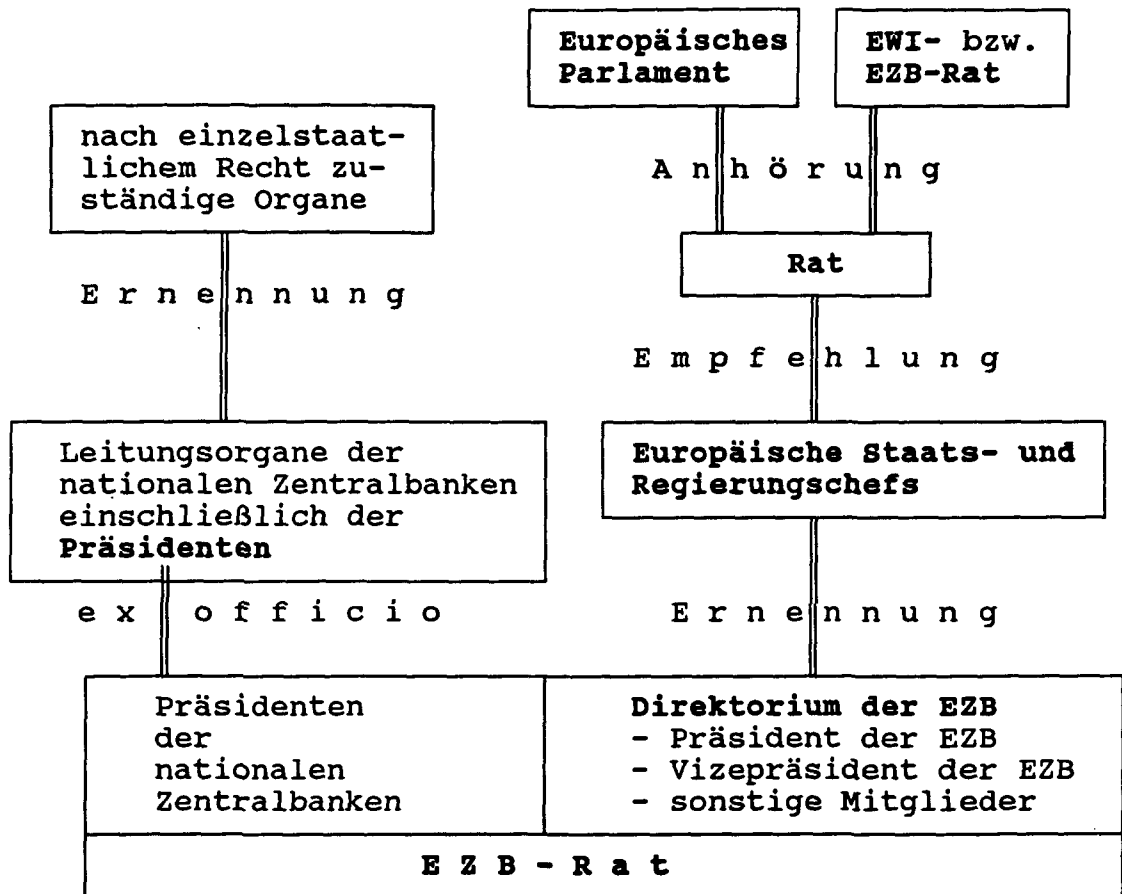 Europäisches
Parlament
EWI- bzw.
EZB-Rat
nach einzelstaat-
lichem Recht zu-
ständige Organe
A n h ö r u n g
Rat
E r n e n n u n g
E m p f e h l u n g
Leitungsorgane der
nationalen Zentralbanken
einschließlich der
Präsidenten
Europäische Staats- und
Regierungschefs
e x o f f i c i o
E r n e n n u n g
Präsidenten
der
nationalen
Zentralbanken
Direktorium der EZB
- Präsident der EZB
- Vizepräsident der EZB
- sonstige Mitglieder
E Z B - R a t